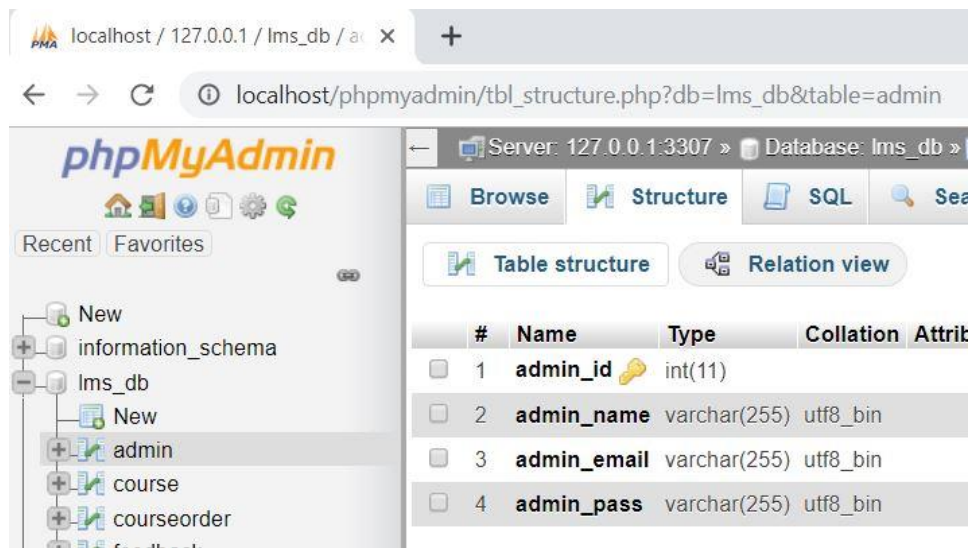 PMA localhost / 127.0.0.1 / lms_db /
localhost/phpmyadmin/tbl_structure.php?db=lms_db&table=admin
phpMyAdmin
Recent Favorites
New
information_schema
lms_db
New
admin
course
courseorder
feedback
Server: 127.0.0.1:3307 » Database: lms_db »
Browse Structure SQL Sea
Table structure Relation view
# Name Type Collation Attrib
1 admin_id int(11)
2 admin_name varchar(255) utf8_bin
3 admin_email varchar(255) utf8_bin
4 admin_pass varchar(255) utf8_bin